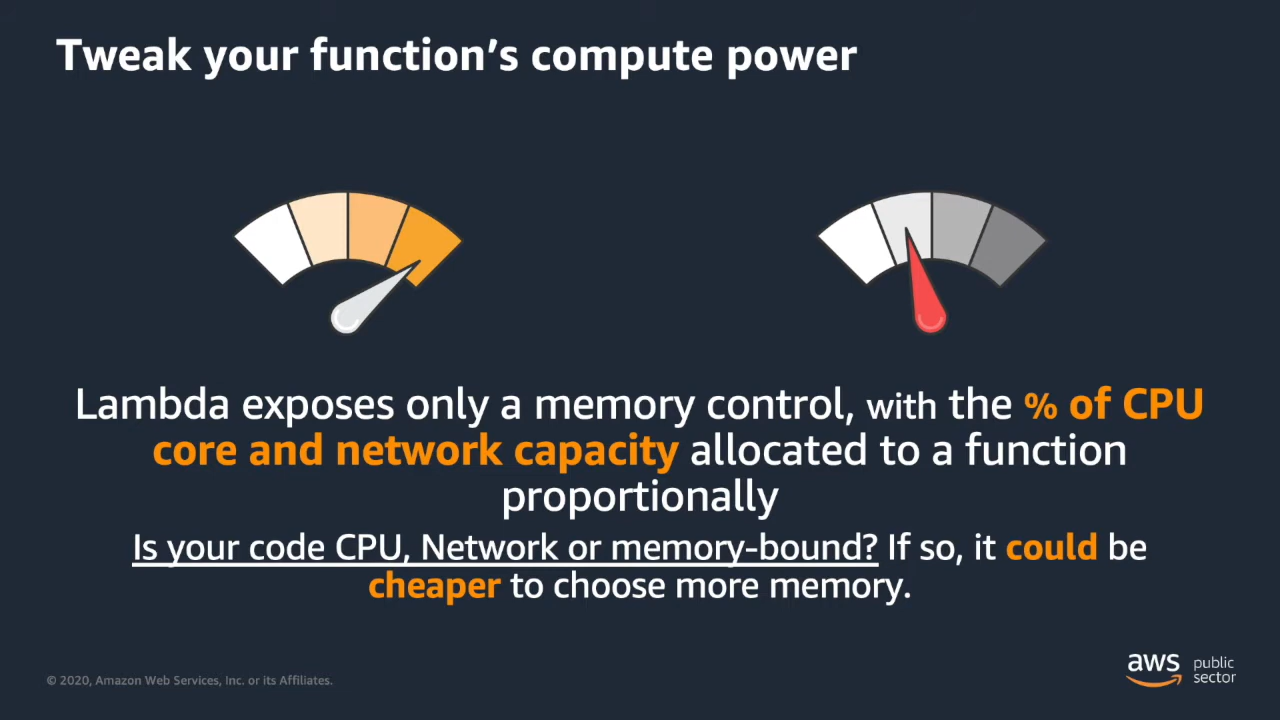 Tweak your function’s compute power
Lambda exposes only a memory control, with the % of CPU
core and network capacity allocated to a function
proportionally
Is your code CPU, Network or memory-bound? If so, it could be
cheaper to choose more memory.
© 2020, Amazon Web Services, Inc. or its Affiliates.
aws public
sector